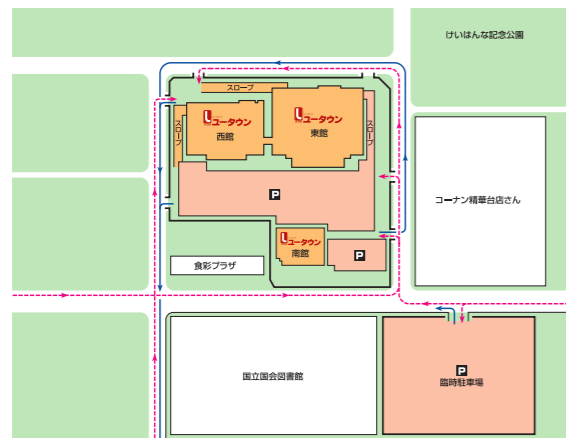 けいはんな記念公園
スロープ
ユータウン
西館
ユータウン
東館
スロープ
スロープ
コーナン精華台店さん
P
ユータウン
南館
P
食彩プラザ
国立国会図書館
P
臨時駐車場